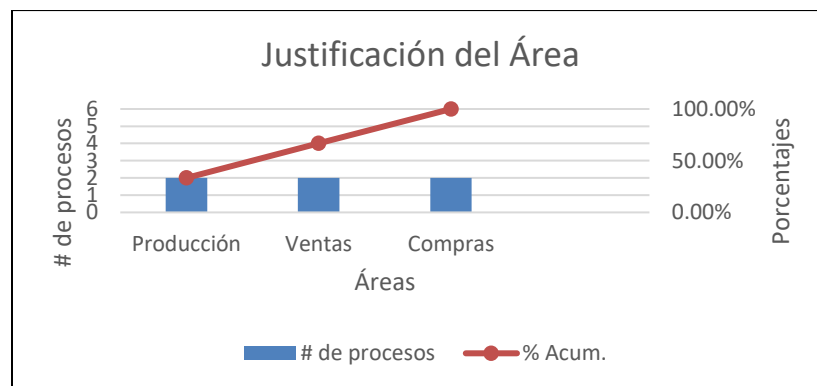 Justificación del Área
# de procesos
6
5
4
3
2
1
0
100.00%
50.00%
0.00%
Porcentajes
Producción Ventas Compras
Áreas
# de procesos % Acum.